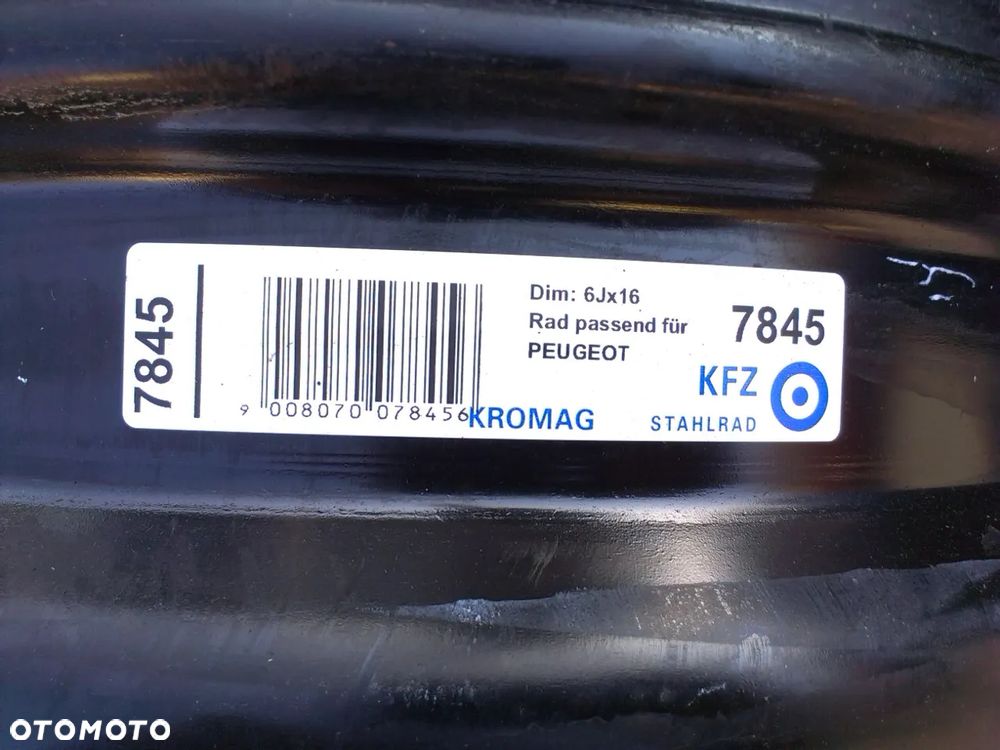 7845
Dim: 6Jx16
Rad passend für
PEUGEOT
7845
KFZ
STAHLRAD
9 008070 078456
KROMAG
OTOMOTO